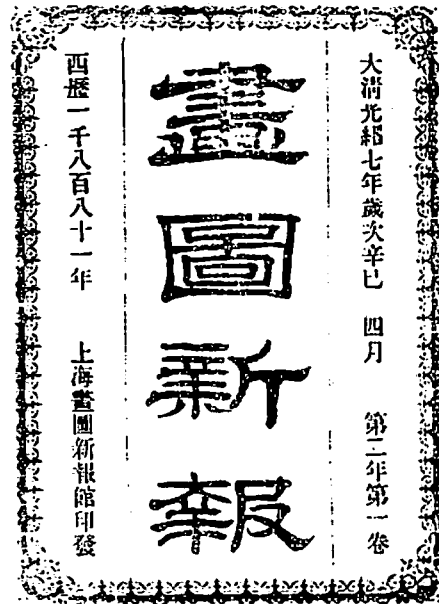 大清光緒七年歲次辛巳 四月 第二年第一卷
畫圖新報
西歷一千八百八十一年 上海畫圖新報館印發